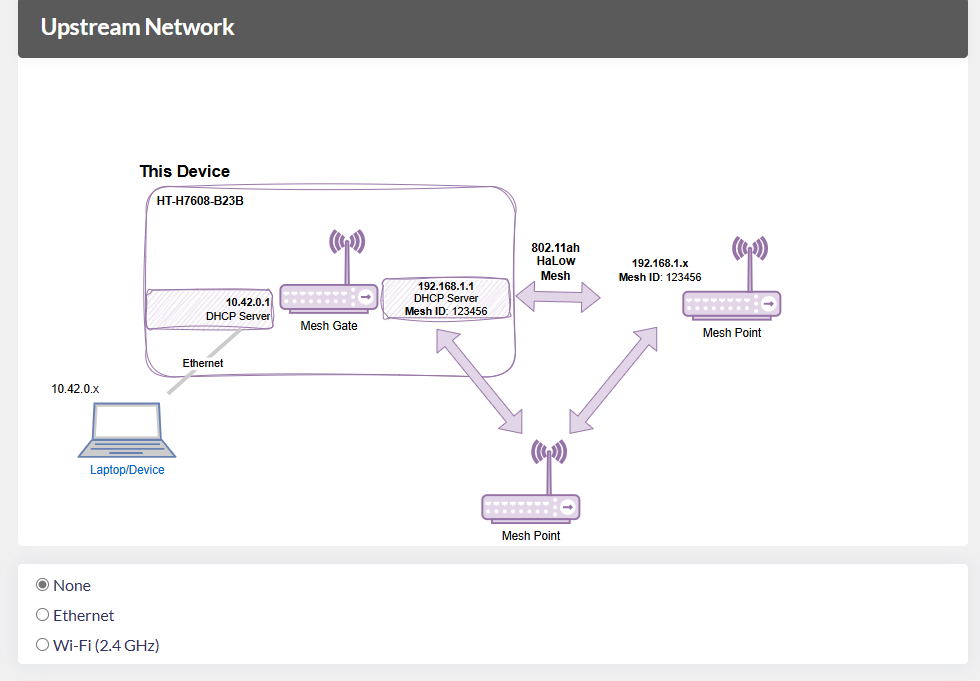 Upstream Network
This Device
HT-H7608-B23B
802.11ah
HaLow
Mesh
192.168.1.x
Mesh ID: 123456
192.168.1.1
DHCP Server
Mesh ID: 123456
10.42.0.1
DHCP Server
Mesh Gate
Mesh Point
Ethernet
10.42.0.x
Laptop/Device
Mesh Point
None
Ethernet
Wi-Fi (2.4 GHz)